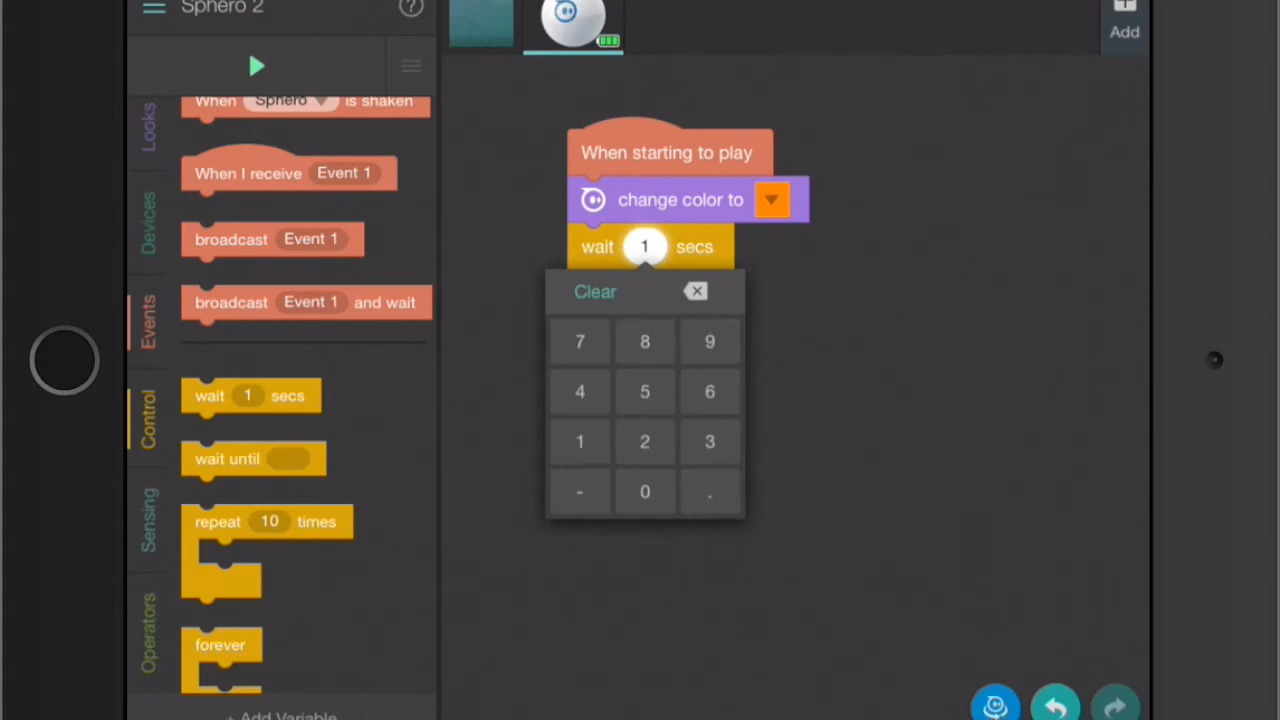 Sphero 2
?
Add
Looks
Devices
Events
Control
Sensing
Operators
When Sphero is shaken
When I receive Event 1
broadcast Event 1
broadcast Event 1 and wait
wait 1 secs
wait until
repeat 10 times
forever
+ Add Variable
When starting to play
change color to
wait 1 secs
Clear
7 8 9
4 5 6
1 2 3
- 0 .